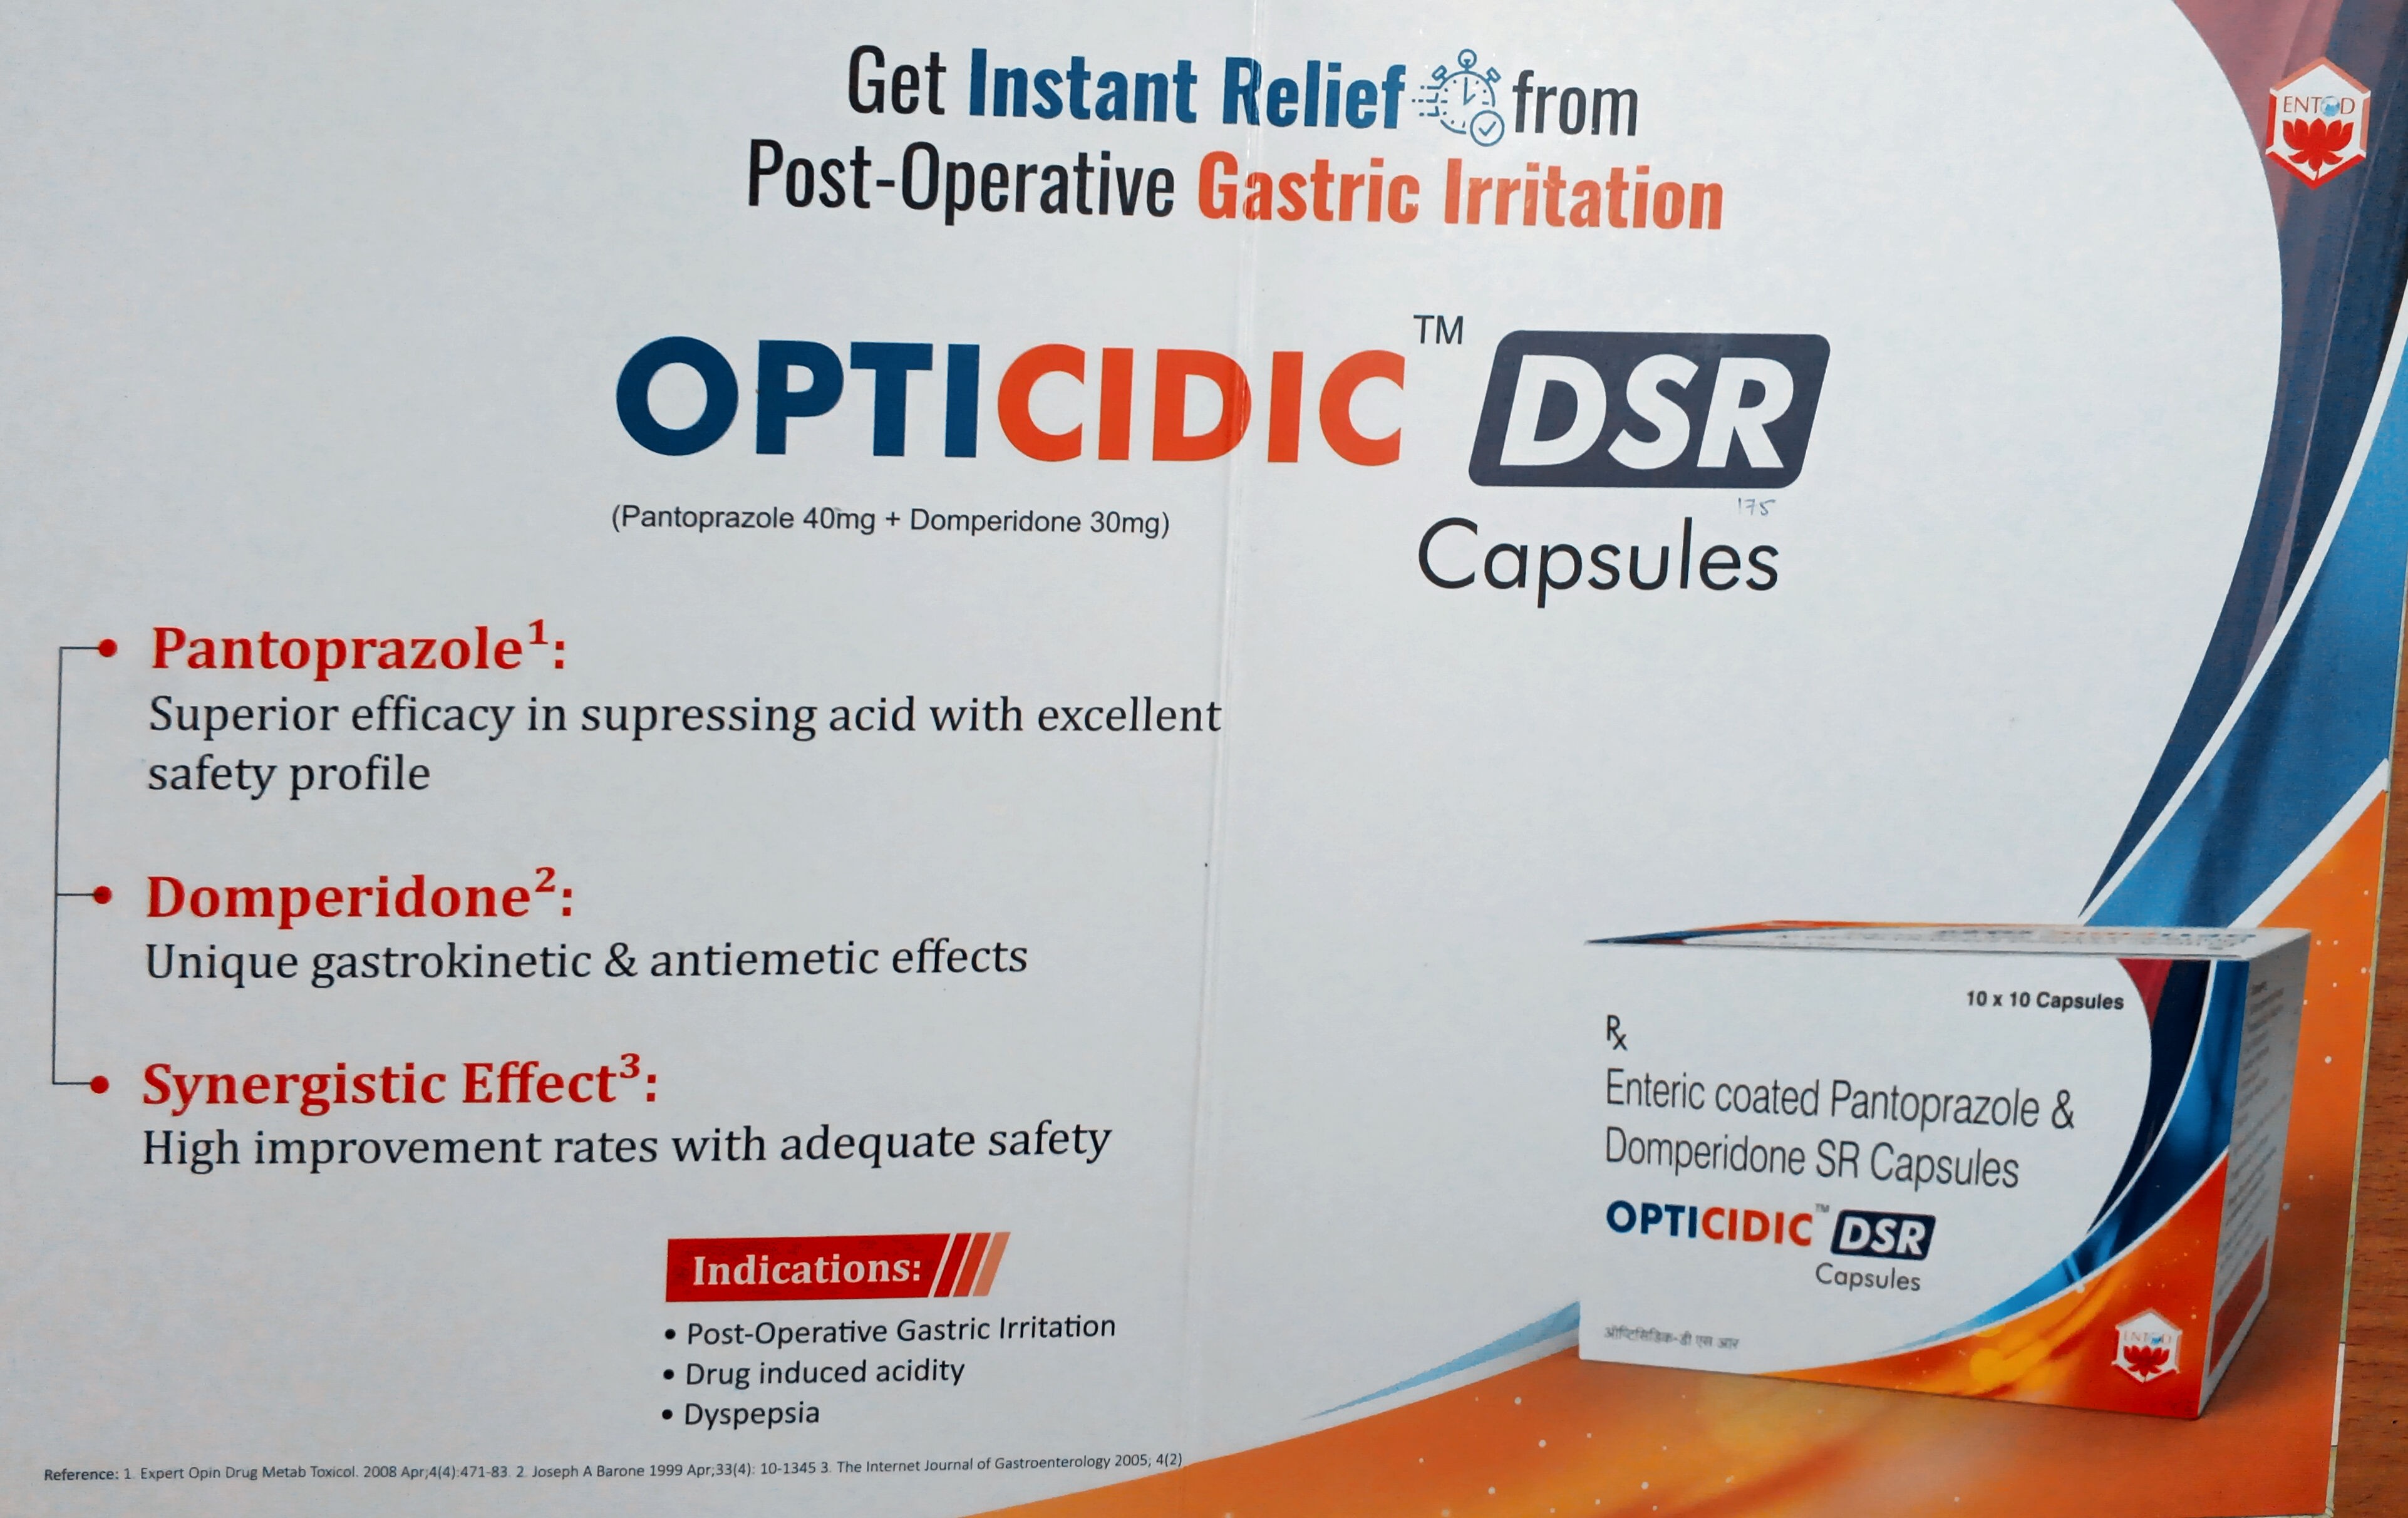 Get Instant Relief from
Post-Operative Gastric Irritation
ENTOD
OPTICIDIC™ DSR
175
Capsules
(Pantoprazole 40mg + Domperidone 30mg)
• Pantoprazole¹:
Superior efficacy in supressing acid with excellent
safety profile
• Domperidone²:
Unique gastrokinetic & antiemetic effects
• Synergistic Effect³:
High improvement rates with adequate safety
Indications:
• Post-Operative Gastric Irritation
• Drug induced acidity
• Dyspepsia
10 x 10 Capsules
Rx
Enteric coated Pantoprazole &
Domperidone SR Capsules
OPTICIDIC™ DSR
Capsules
ऑप्टिसिडिक-डी एस आर
ENTOD
Reference: 1. Expert Opin Drug Metab Toxicol. 2008 Apr;4(4):471-83. 2. Joseph A Barone 1999 Apr;33(4): 10-1345 3. The Internet Journal of Gastroenterology 2005; 4(2)